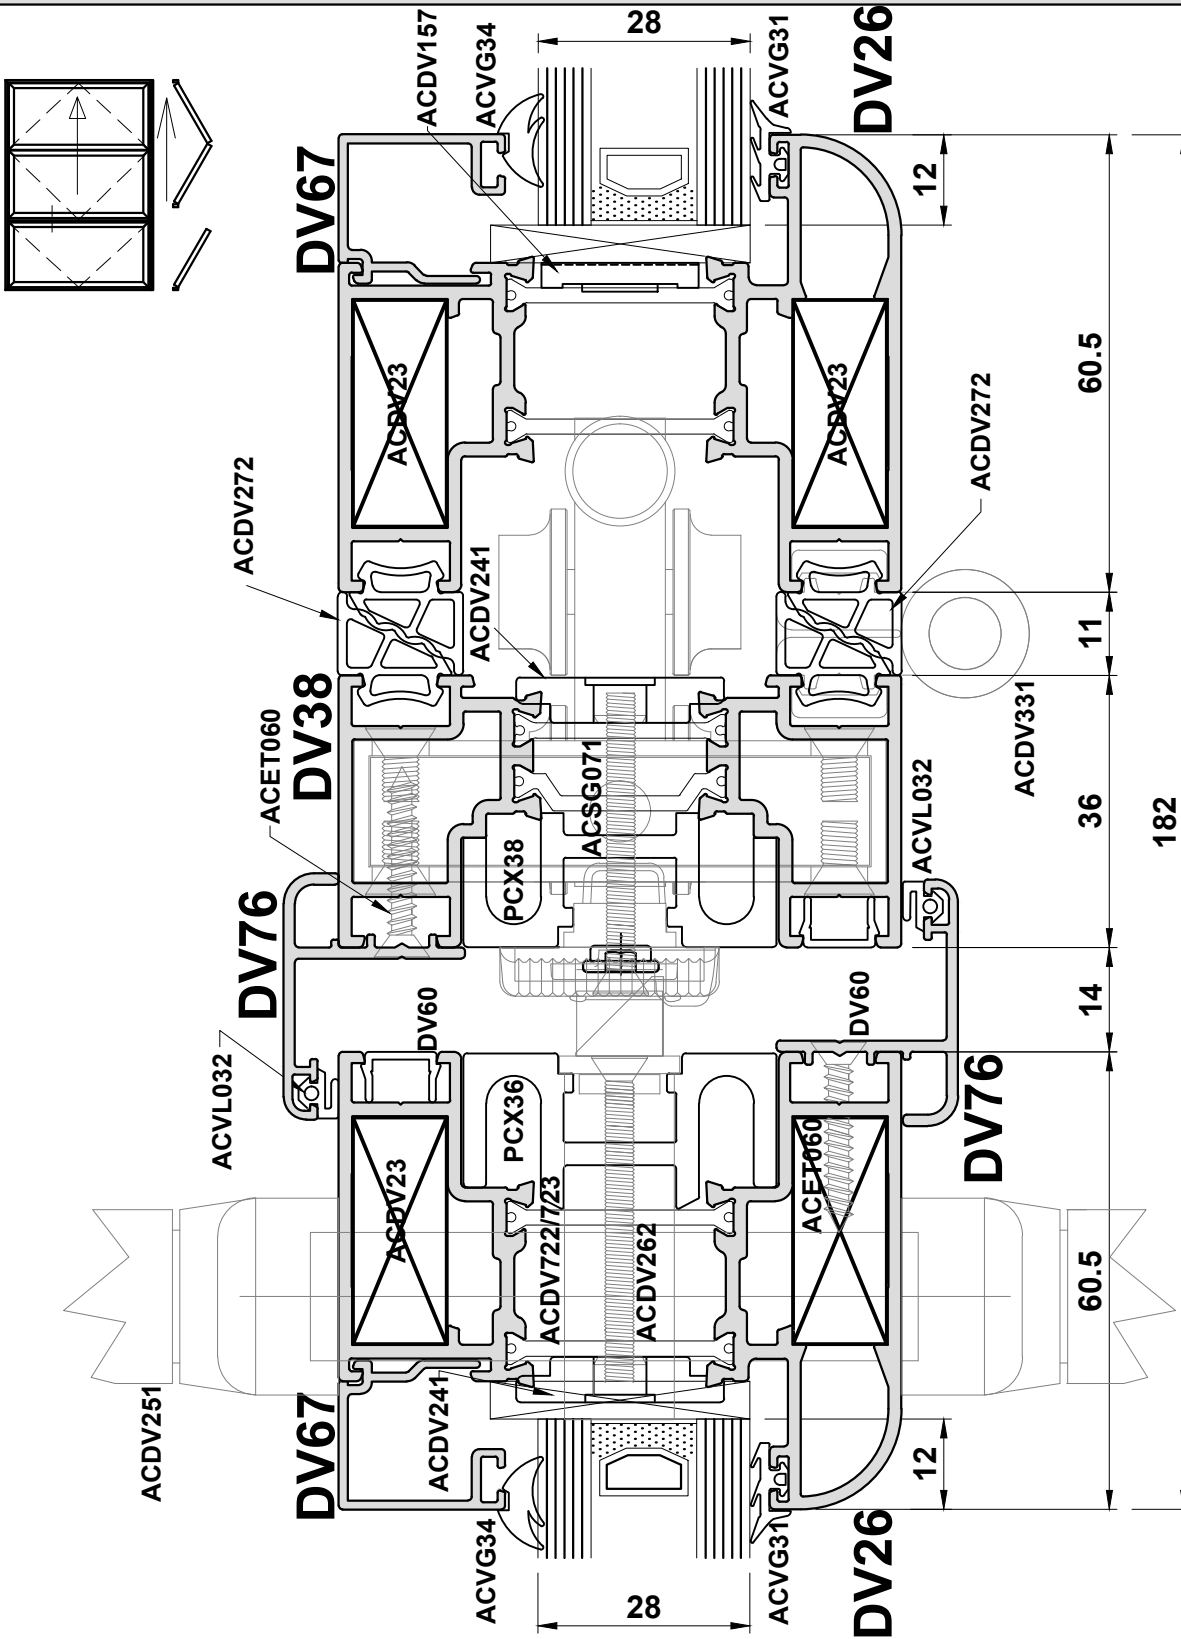 28
DV26
ACDV157
ACVG34
ACVG31
DV67
12
ACDV23
ACDV23
60.5
ACDV272
ACDV272
ACDV241
11
DV38
ACET060
ACSG071
ACDV331
PCX38
ACVL032
36
182
DV76
DV60
DV60
14
ACVL032
PCX36
DV76
ACDV23
ACET060
ACDV722/723
ACDV262
60.5
ACDV251
DV67
ACDV241
12
ACVG34
ACVG31
DV26
28